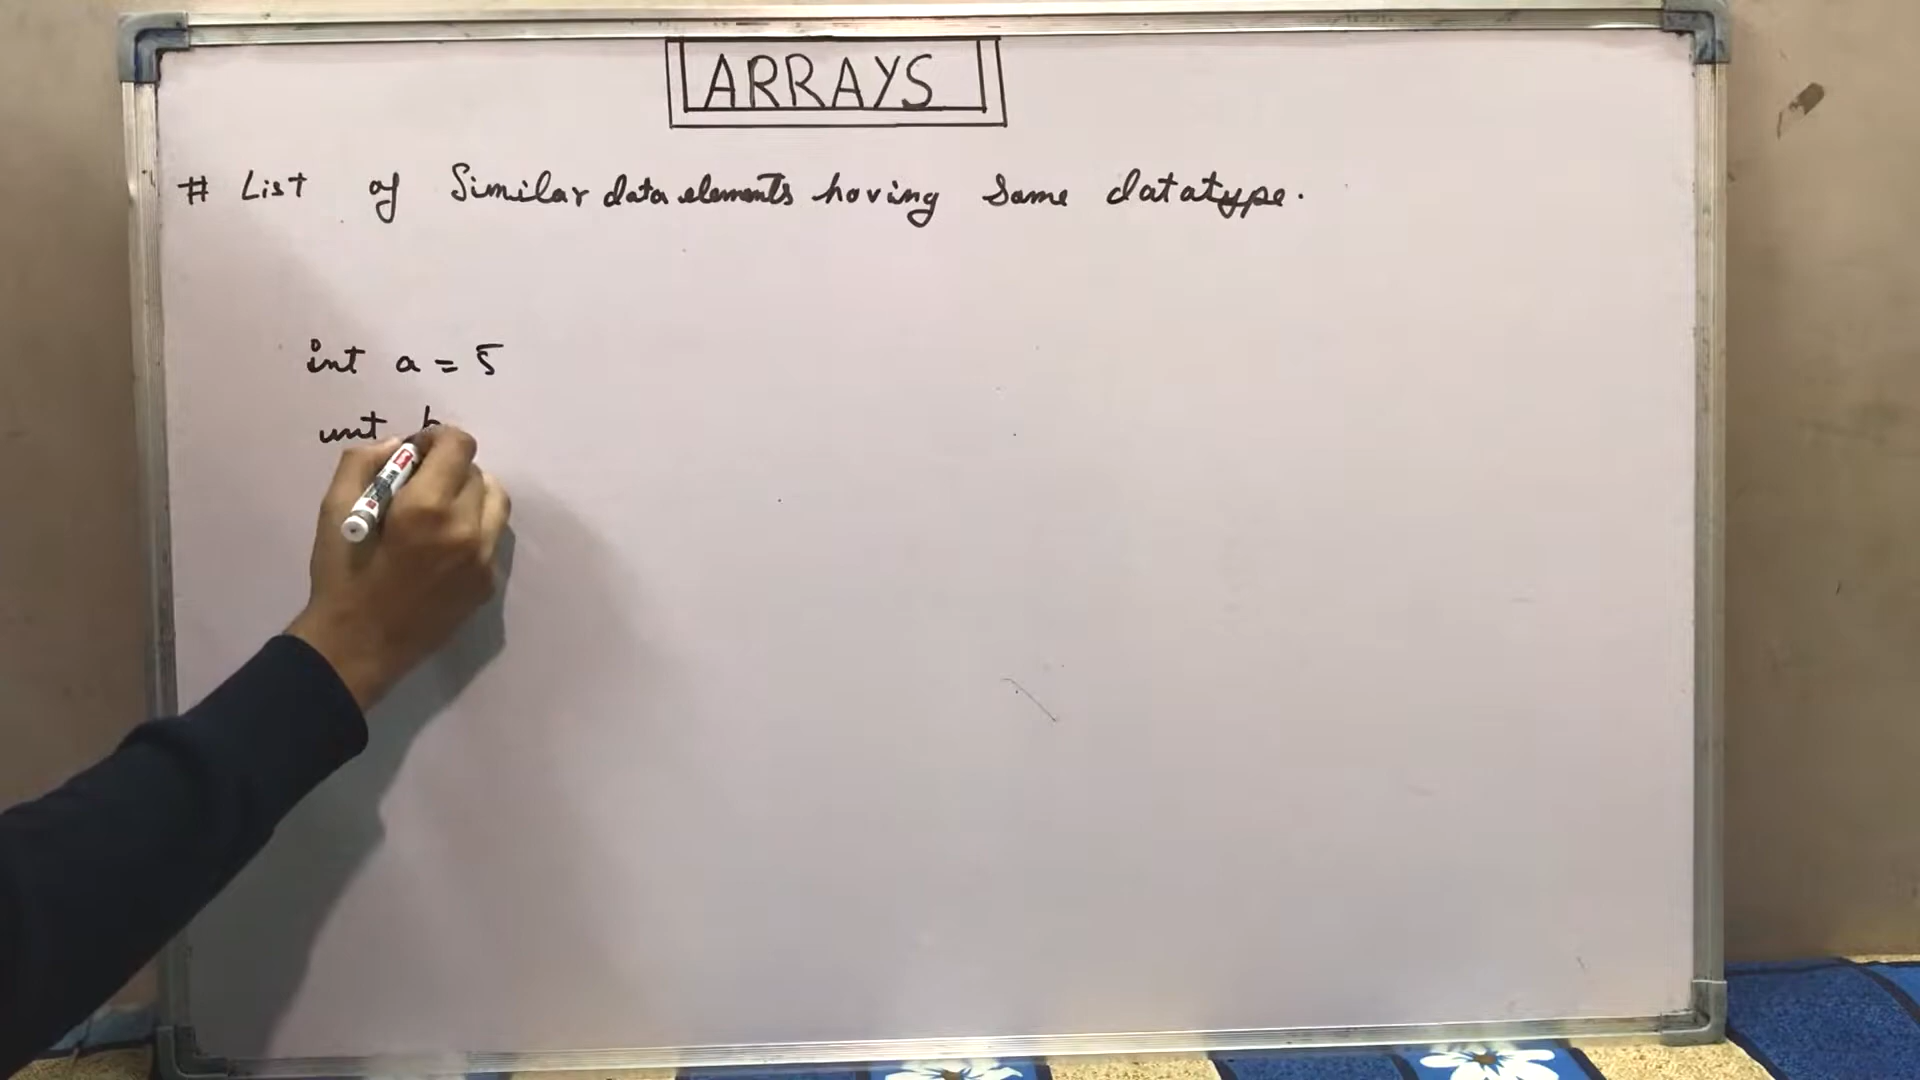 ARRAYS
# List of Similar data elements having Same datatype.
int a = 5
int b